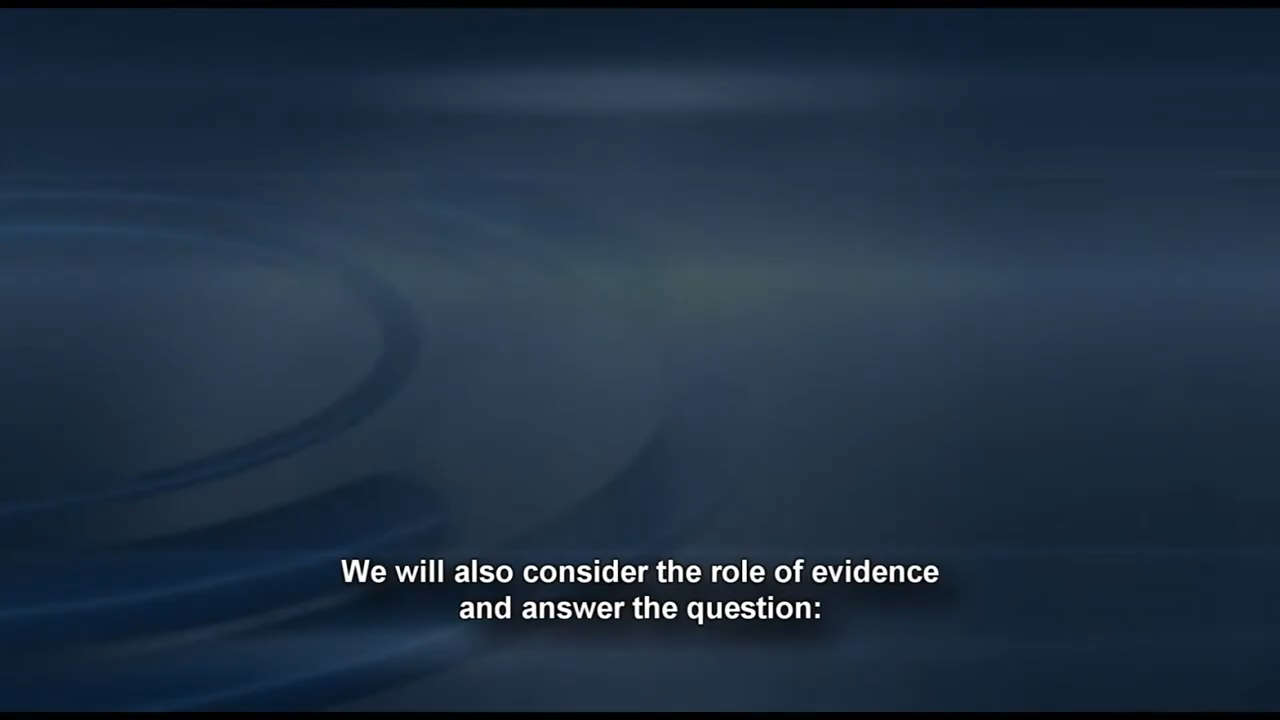 We will also consider the role of evidence
and answer the question: